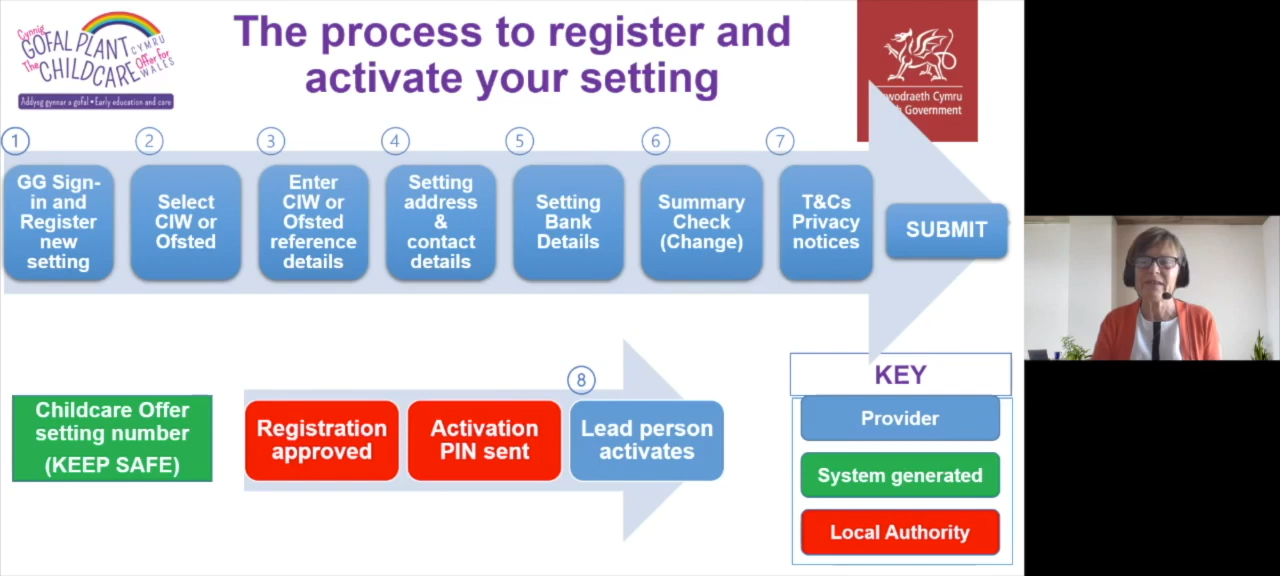 The process to register and
activate your setting
Cynnig
GOFAL PLANT
CYMRU
The
CHILDCARE
Offer for
WALES
Addysg gynnar a gofal • Early education and care
Government
1
2
3
4
5
6
7
GG Sign-
in and
Register
new
setting
Select
CIW or
Ofsted
Enter
CIW or
Ofsted
reference
details
Setting
address
&
contact
details
Setting
Bank
Details
Summary
Check
(Change)
T&Cs
Privacy
notices
SUBMIT
Childcare Offer
setting number
(KEEP SAFE)
Registration
approved
Activation
PIN sent
8
Lead person
activates
KEY
Provider
System generated
Local Authority